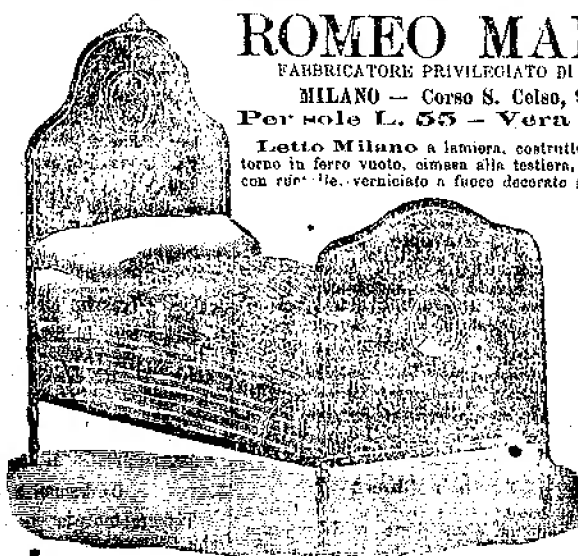 ROMEO
FABBRICATORE PRIVILEGIATO DI
MILANO — Corso S. Celso,
Per sole L. 55 — Vera
Letto Milano a lamiera, costrutto
torno in ferro vuoto, cimasa alla testiera,
con verniciato a fuoco decorato